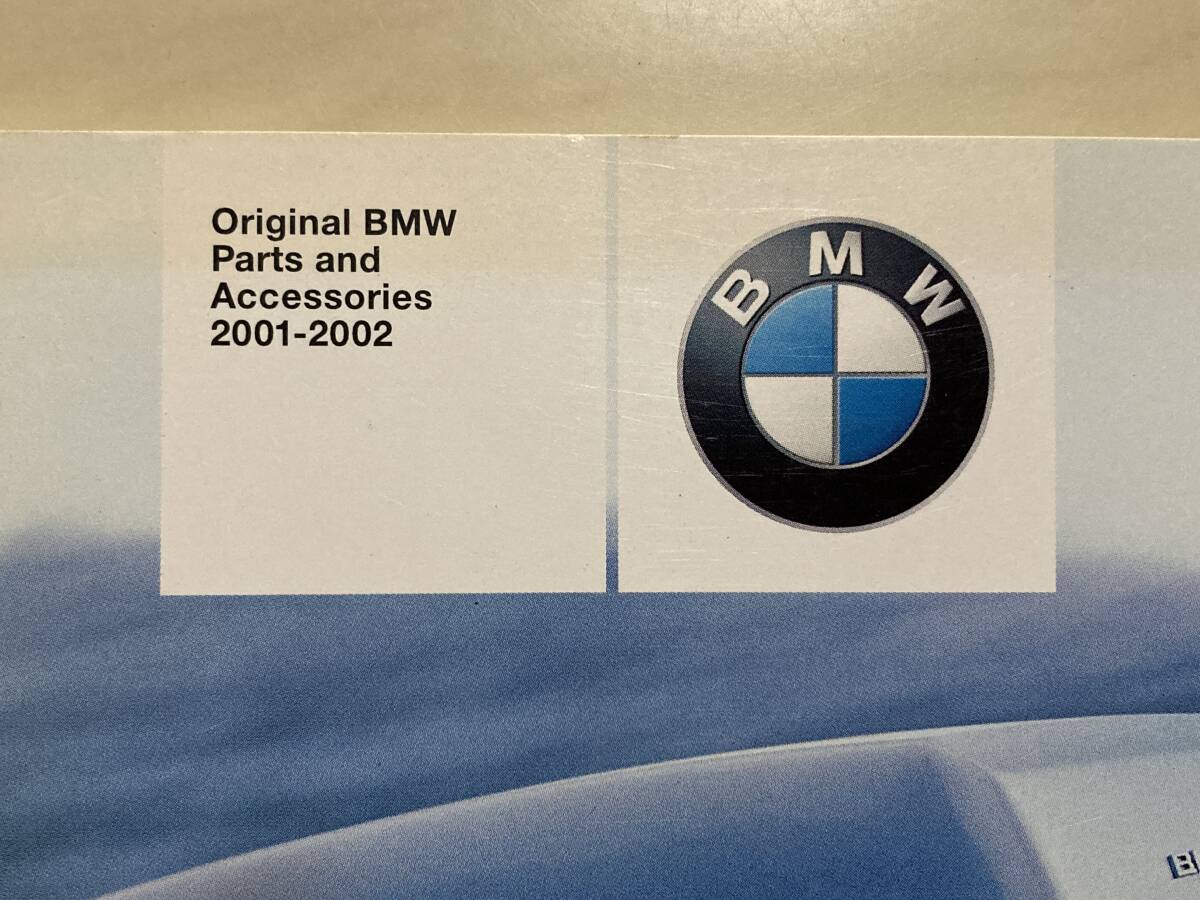 Original BMW
Parts and
Accessories
2001-2002
BMW
B